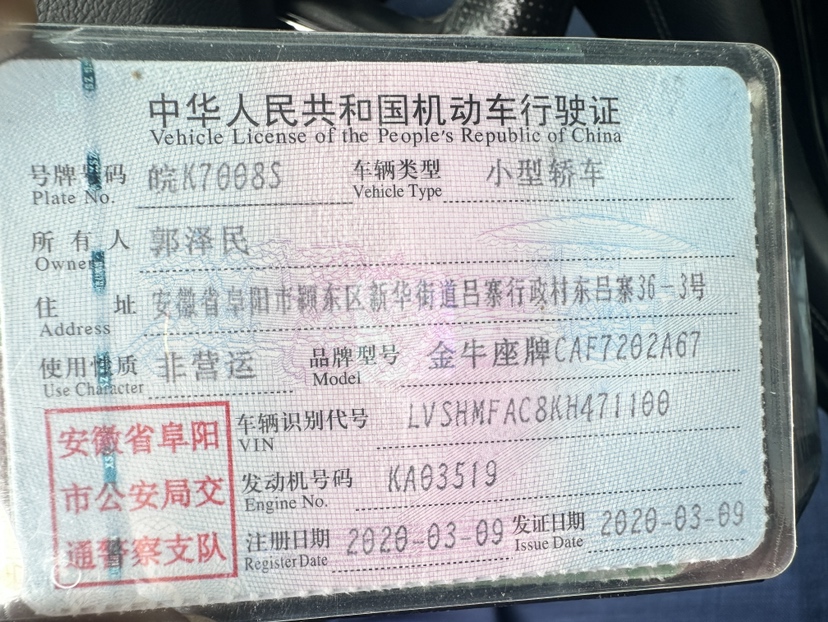 中华人民共和国机动车行驶证
Vehicle License of the People's Republic of China
号牌号码 皖K7008S 车辆类型 小型轿车
Plate No. Vehicle Type
所有人 郭泽民
Owner
住址 安徽省阜阳市颍东区新华街道吕寨行政村东吕寨36-3号
Address
使用性质 非营运 品牌型号 金牛座牌CAF7202A67
Use Character Model
安徽省阜阳 车辆识别代号 LVSHMFAC8KH471100
VIN
市公安局交 发动机号码 KA03519
Engine No.
通警察支队 注册日期 2020-03-09 发证日期 2020-03-09
Register Date Issue Date